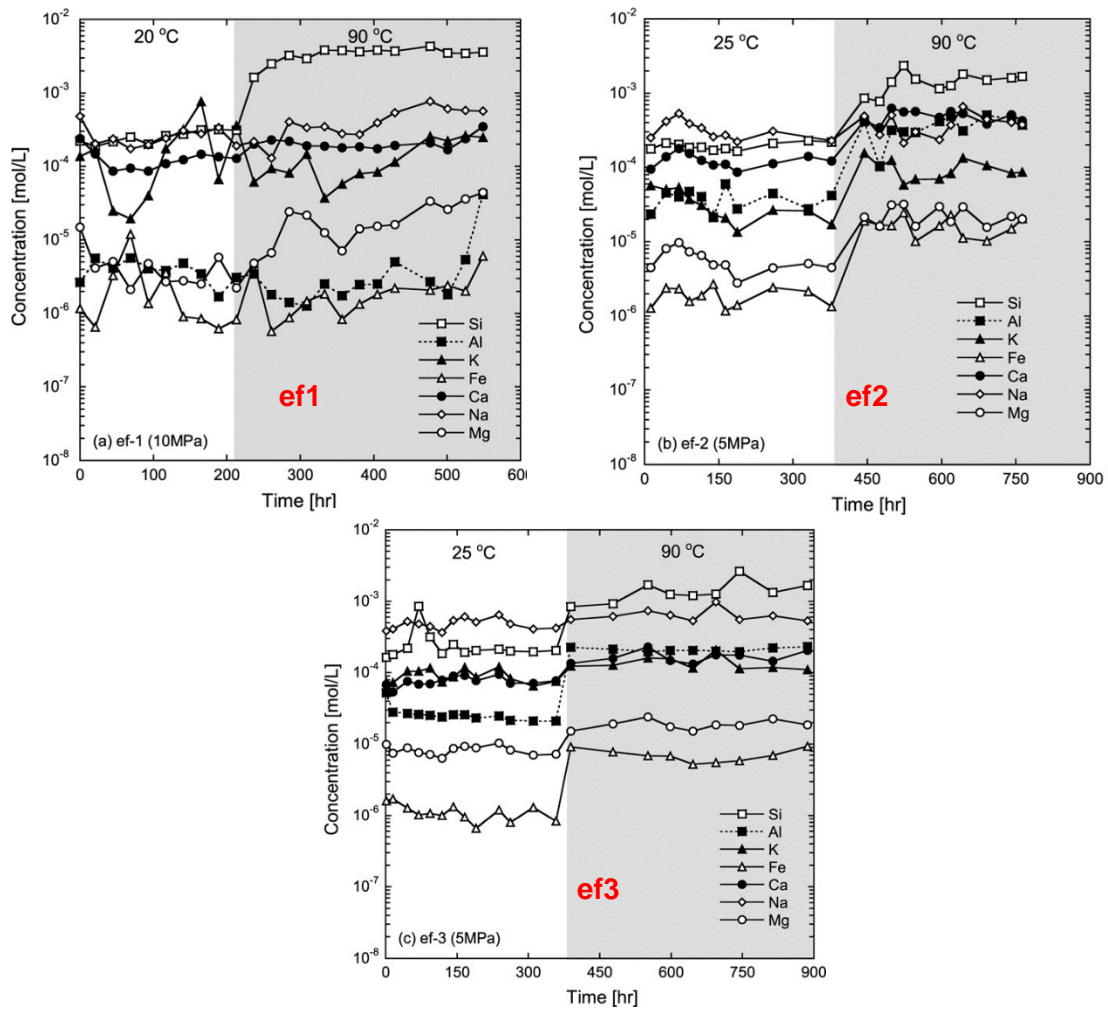 20 °C 90 °C
Concentration [mol/L]
10⁻²
10⁻³
10⁻⁴
10⁻⁵
10⁻⁶
10⁻⁷
10⁻⁸
Si
Al
K
Fe
Ca
Na
Mg
ef1
(a) ef-1 (10MPa)
0 100 200 300 400 500 600
Time [hr]
25 °C 90 °C
Concentration [mol/L]
10⁻²
10⁻³
10⁻⁴
10⁻⁵
10⁻⁶
10⁻⁷
10⁻⁸
Si
Al
K
Fe
Ca
Na
Mg
ef2
(b) ef-2 (5MPa)
0 150 300 450 600 750 900
Time [hr]
25 °C 90 °C
Concentration [mol/L]
10⁻²
10⁻³
10⁻⁴
10⁻⁵
10⁻⁶
10⁻⁷
10⁻⁸
Si
Al
K
Fe
Ca
Na
Mg
ef3
(c) ef-3 (5MPa)
0 150 300 450 600 750 900
Time [hr]